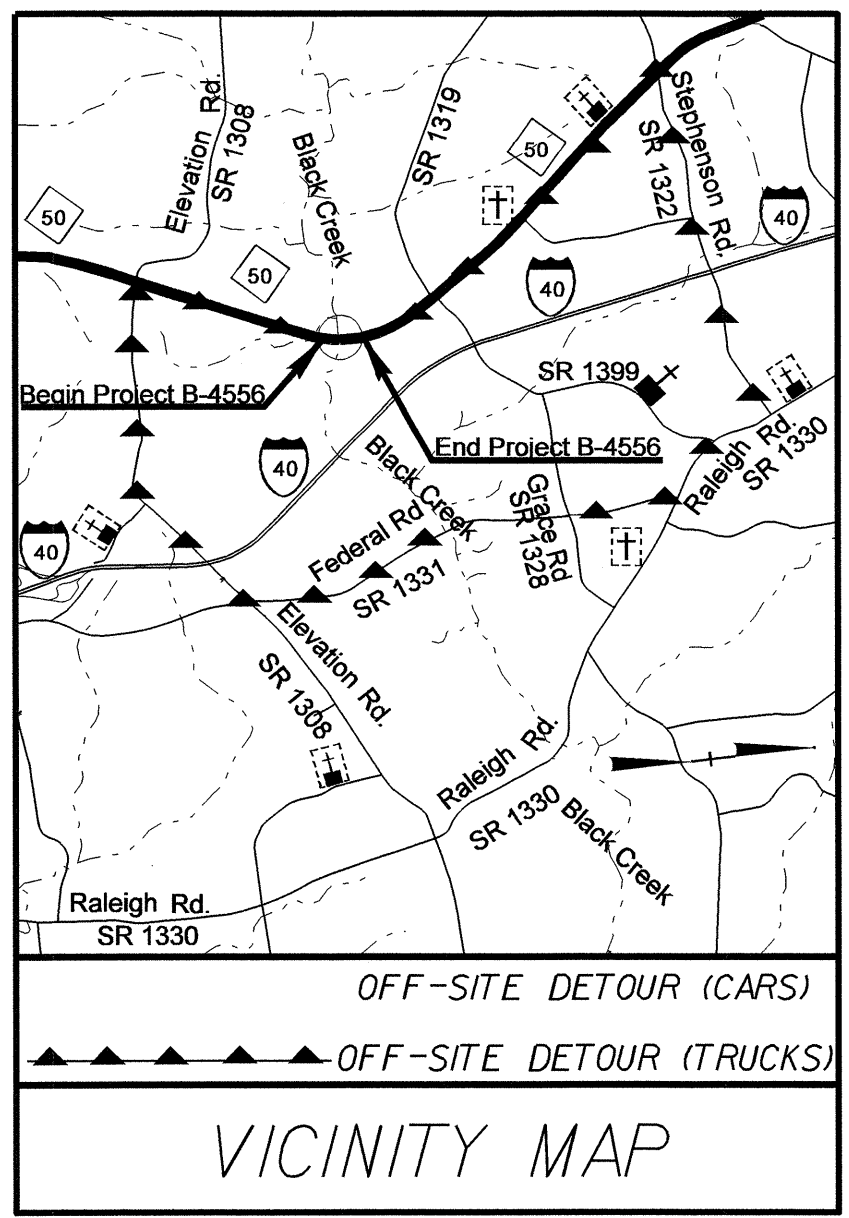 Elevation Rd.
SR 1308
Black Creek
SR 1319
50
Stephenson Rd.
SR 1322
50
40
50
40
Begin Project B-4556
SR 1399
End Project B-4556
40
Black Creek
Raleigh Rd.
SR 1330
Grace Rd
SR 1328
Federal Rd
SR 1331
40
Elevation Rd.
SR 1308
Raleigh Rd.
SR 1330
Black Creek
Raleigh Rd.
SR 1330
OFF-SITE DETOUR (CARS)
OFF-SITE DETOUR (TRUCKS)
VICINITY MAP